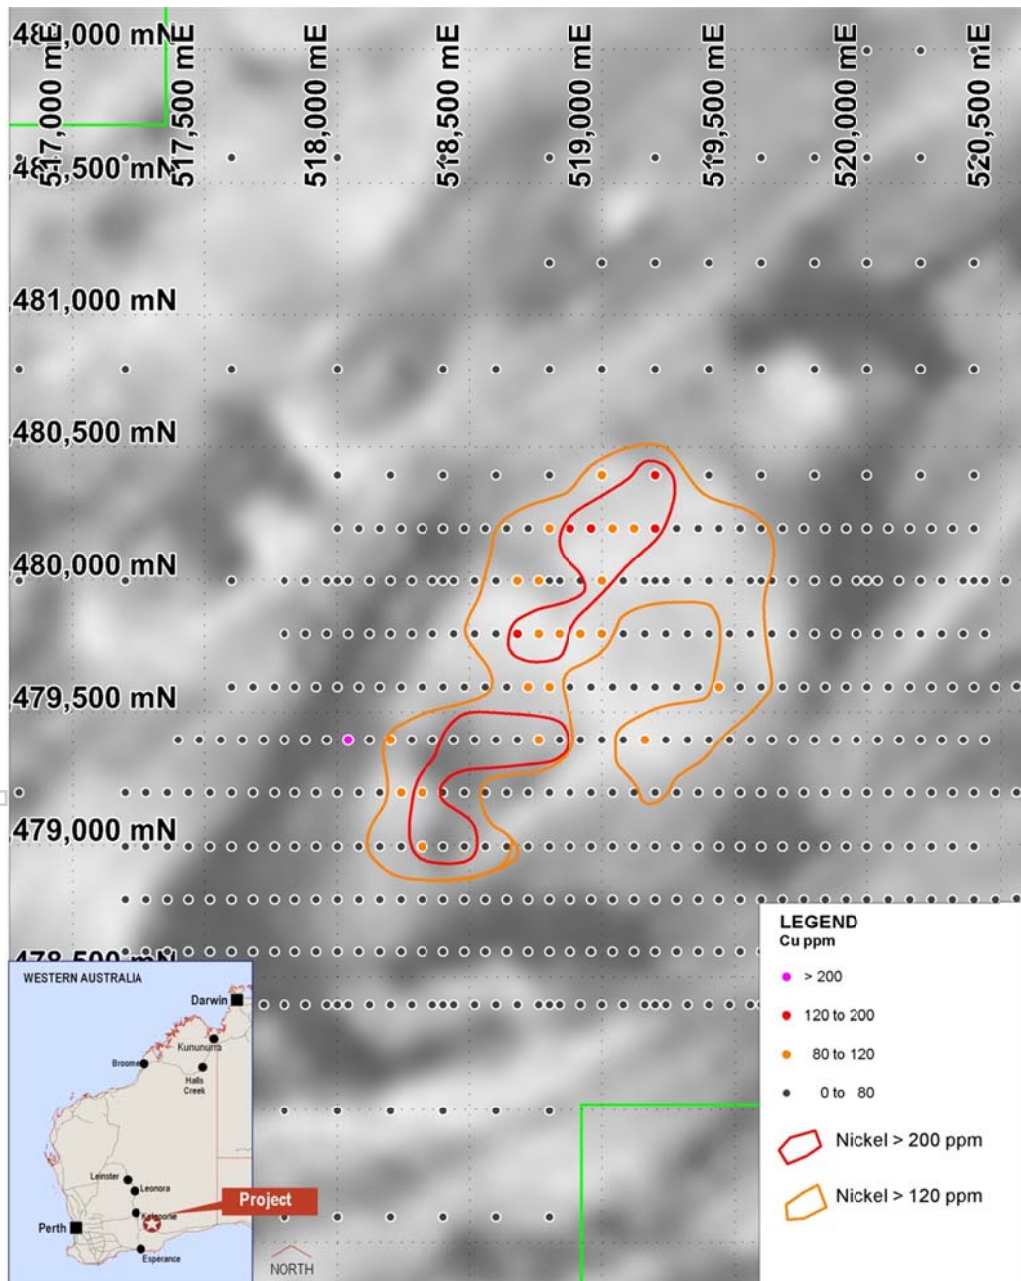 517,000 mE
517,500 mE
518,000 mE
518,500 mE
519,000 mE
519,500 mE
520,000 mE
520,500 mE
,000 mN
,500 mN
,481,000 mN
,480,500 mN
,480,000 mN
,479,500 mN
,479,000 mN
,478,500 mN
LEGEND
Cu ppm
> 200
120 to 200
80 to 120
0 to 80
Nickel > 200 ppm
Nickel > 120 ppm
WESTERN AUSTRALIA
Darwin
Kununurra
Broome
Halls
Creek
Leinster
Leonora
Project
Perth
Esperance
NORTH